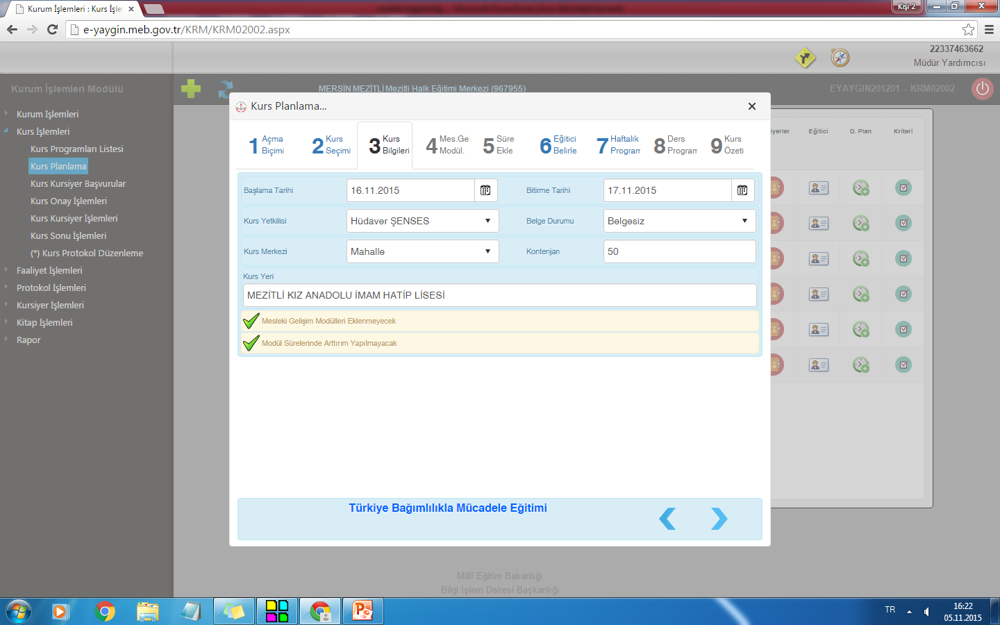 Kurum İşlemleri : Kurs İşle
Kişi 2
e-yaygin.meb.gov.tr/KRM/KRM02002.aspx
22337463662
Müdür Yardımcısı
Kurum İşlemleri Modülü
MERSİN MEZİTLİ Mezitli Halk Eğitimi Merkezi (967955)
EYAYGIN201201 - KRM02002
Kurum İşlemleri
Kurs İşlemleri
Kurs Programları Listesi
Kurs Planlama
Kurs Kursiyer Başvurular
Kurs Onay İşlemleri
Kurs Kursiyer İşlemleri
Kurs Sonu İşlemleri
(*) Kurs Protokol Düzenleme
Faaliyet İşlemleri
Protokol İşlemleri
Kursiyer İşlemleri
Kitap İşlemleri
Rapor
Kurs Planlama...
1 Açma Biçimi
2 Kurs Seçimi
3 Kurs Bilgileri
4 Mes.Gel Modül.
5 Süre Ekle
6 Eğitici Belirle
7 Haftalık Program
8 Ders Program
9 Kurs Özeti
iyerler Eğitici D. Plan Kriteri
Başlama Tarihi 16.11.2015 Bitirme Tarihi 17.11.2015
Kurs Yetkilisi Hüdaver ŞENSES Belge Durumu Belgesiz
Kurs Merkezi Mahalle Kontenjan 50
Kurs Yeri
MEZİTLİ KIZ ANADOLU İMAM HATİP LİSESİ
Mesleki Gelişim Modülleri Eklenmeyecek
Modül Sürelerinde Arttırım Yapılmayacak
Türkiye Bağımlılıkla Mücadele Eğitimi
Millî Eğitim Bakanlığı
Bilgi İşlem Dairesi Başkanlığı
TR
16:22
05.11.2015